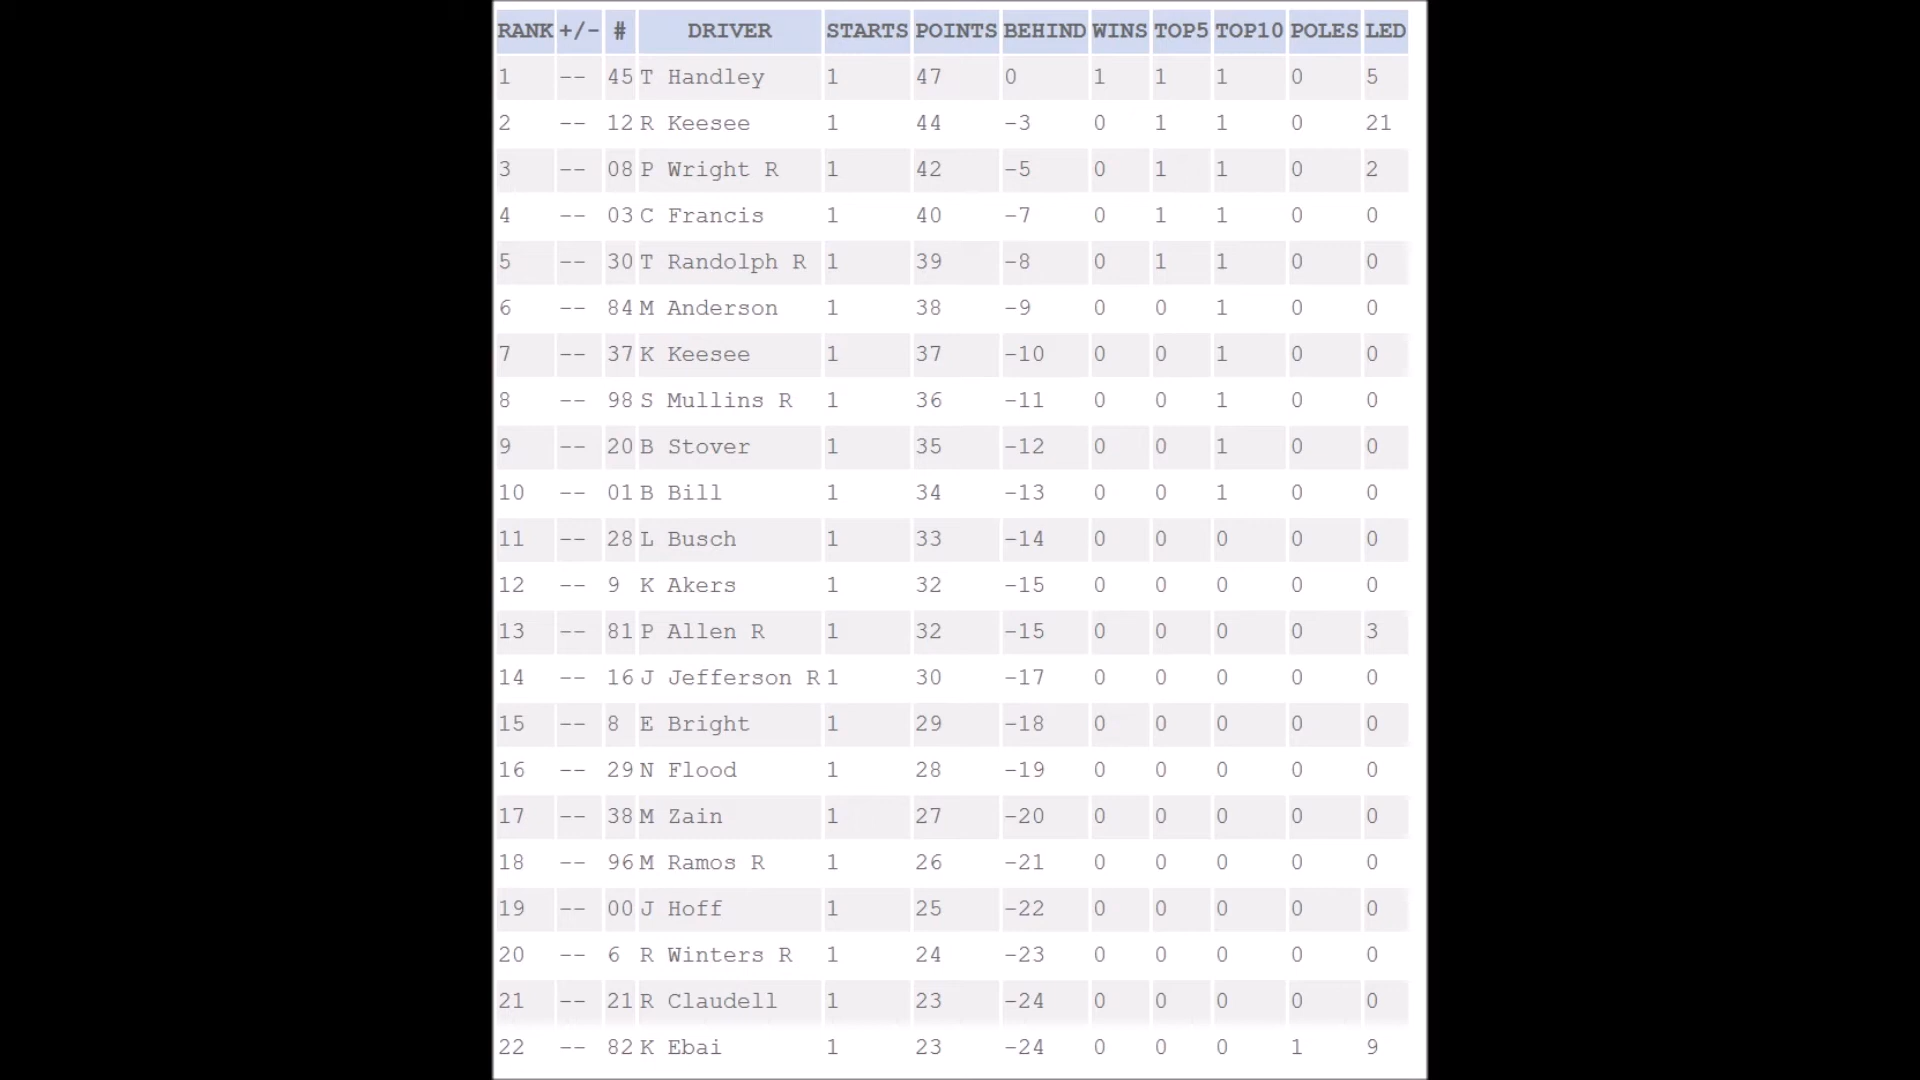 RANK +/- # DRIVER STARTS POINTS BEHIND WINS TOP5 TOP10 POLES LED
1 -- 45 T Handley 1 47 0 1 1 1 0 5
2 -- 12 R Keesee 1 44 -3 0 1 1 0 21
3 -- 08 P Wright R 1 42 -5 0 1 1 0 2
4 -- 03 C Francis 1 40 -7 0 1 1 0 0
5 -- 30 T Randolph R 1 39 -8 0 1 1 0 0
6 -- 84 M Anderson 1 38 -9 0 0 1 0 0
7 -- 37 K Keesee 1 37 -10 0 0 1 0 0
8 -- 98 S Mullins R 1 36 -11 0 0 1 0 0
9 -- 20 B Stover 1 35 -12 0 0 1 0 0
10 -- 01 B Bill 1 34 -13 0 0 1 0 0
11 -- 28 L Busch 1 33 -14 0 0 0 0 0
12 -- 9 K Akers 1 32 -15 0 0 0 0 0
13 -- 81 P Allen R 1 32 -15 0 0 0 0 3
14 -- 16 J Jefferson R 1 30 -17 0 0 0 0 0
15 -- 8 E Bright 1 29 -18 0 0 0 0 0
16 -- 29 N Flood 1 28 -19 0 0 0 0 0
17 -- 38 M Zain 1 27 -20 0 0 0 0 0
18 -- 96 M Ramos R 1 26 -21 0 0 0 0 0
19 -- 00 J Hoff 1 25 -22 0 0 0 0 0
20 -- 6 R Winters R 1 24 -23 0 0 0 0 0
21 -- 21 R Claudell 1 23 -24 0 0 0 0 0
22 -- 82 K Ebai 1 23 -24 0 0 0 1 9